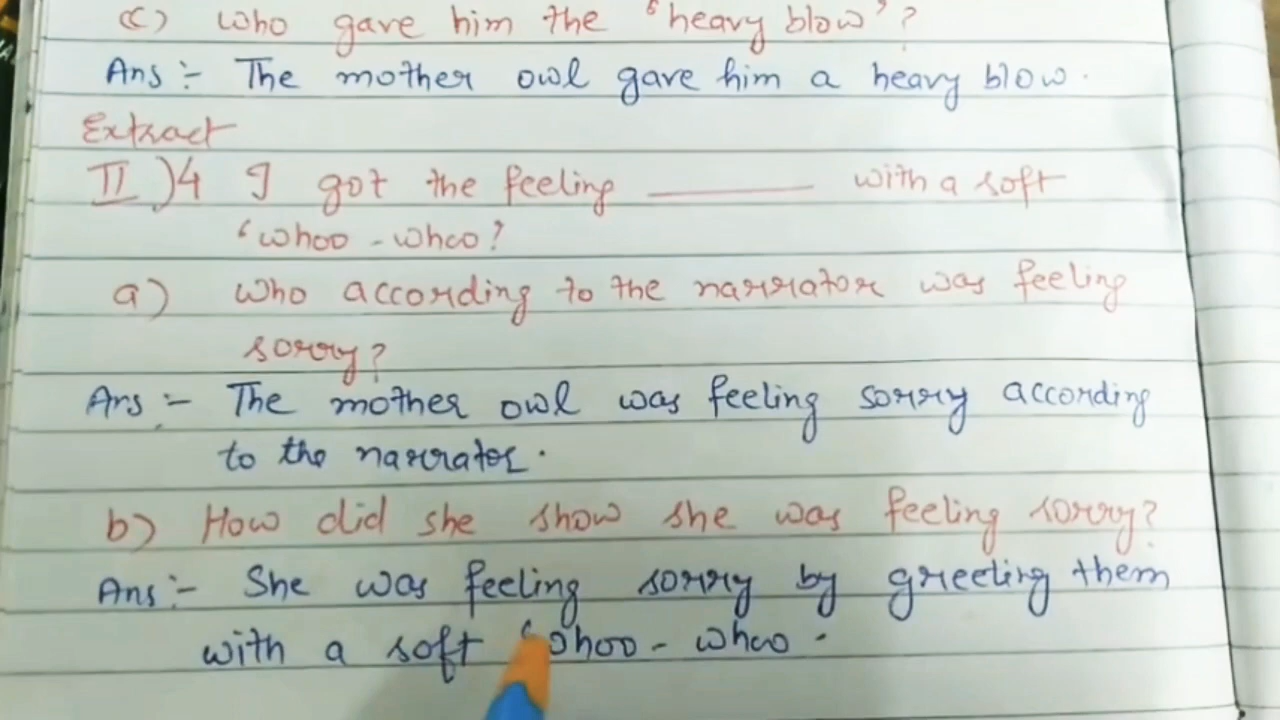 (c) Who gave him the 'heavy blow'?
Ans :- The mother owl gave him a heavy blow.
Extract
II) 4 I got the feeling ________ with a soft
'whoo - whoo?
a) Who according to the narrator was feeling
sorry?
Ans :- The mother owl was feeling sorry according
to the narrator.
b) How did she show she was feeling sorry?
Ans :- She was feeling sorry by greeting them
with a soft 'whoo - whoo.